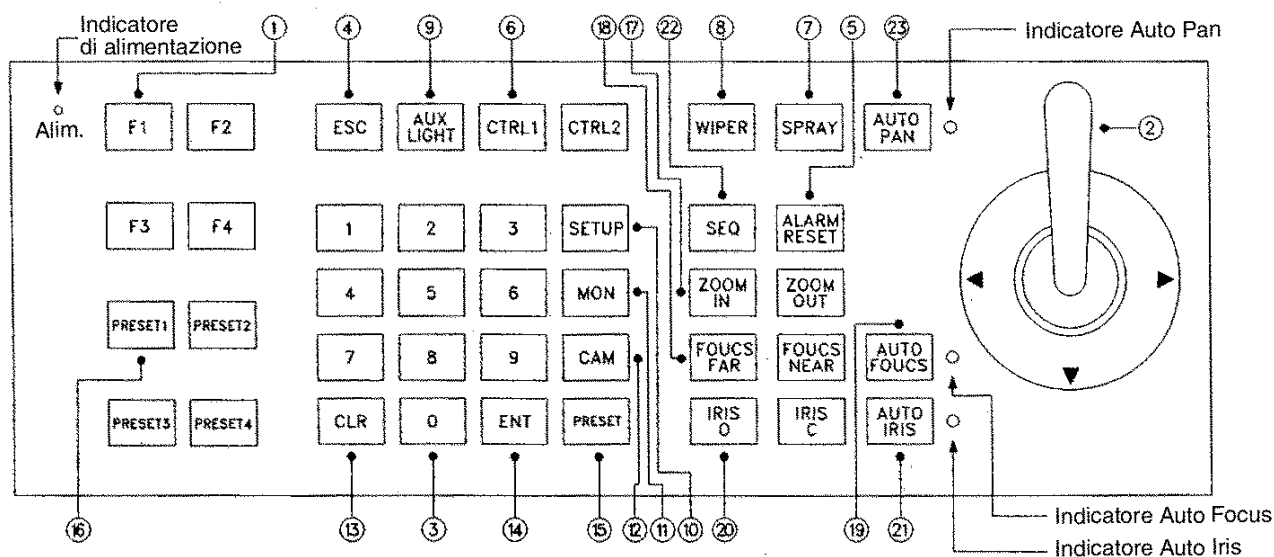 Indicatore
di alimentazione
1 4 9 6 18 17 22 8 7 5 23
Indicatore Auto Pan
Alim.
F1 F2 ESC AUX LIGHT CTRL1 CTRL2 WIPER SPRAY AUTO PAN
2
F3 F4 1 2 3 SETUP SEQ ALARM RESET
4 5 6 MON ZOOM IN ZOOM OUT
PRESET1 PRESET2
7 8 9 CAM FOUCS FAR FOUCS NEAR AUTO FOUCS
PRESET3 PRESET4 CLR 0 ENT PRESET IRIS O IRIS C AUTO IRIS
16 13 3 14 15 12 11 10 20 19 21
Indicatore Auto Focus
Indicatore Auto Iris